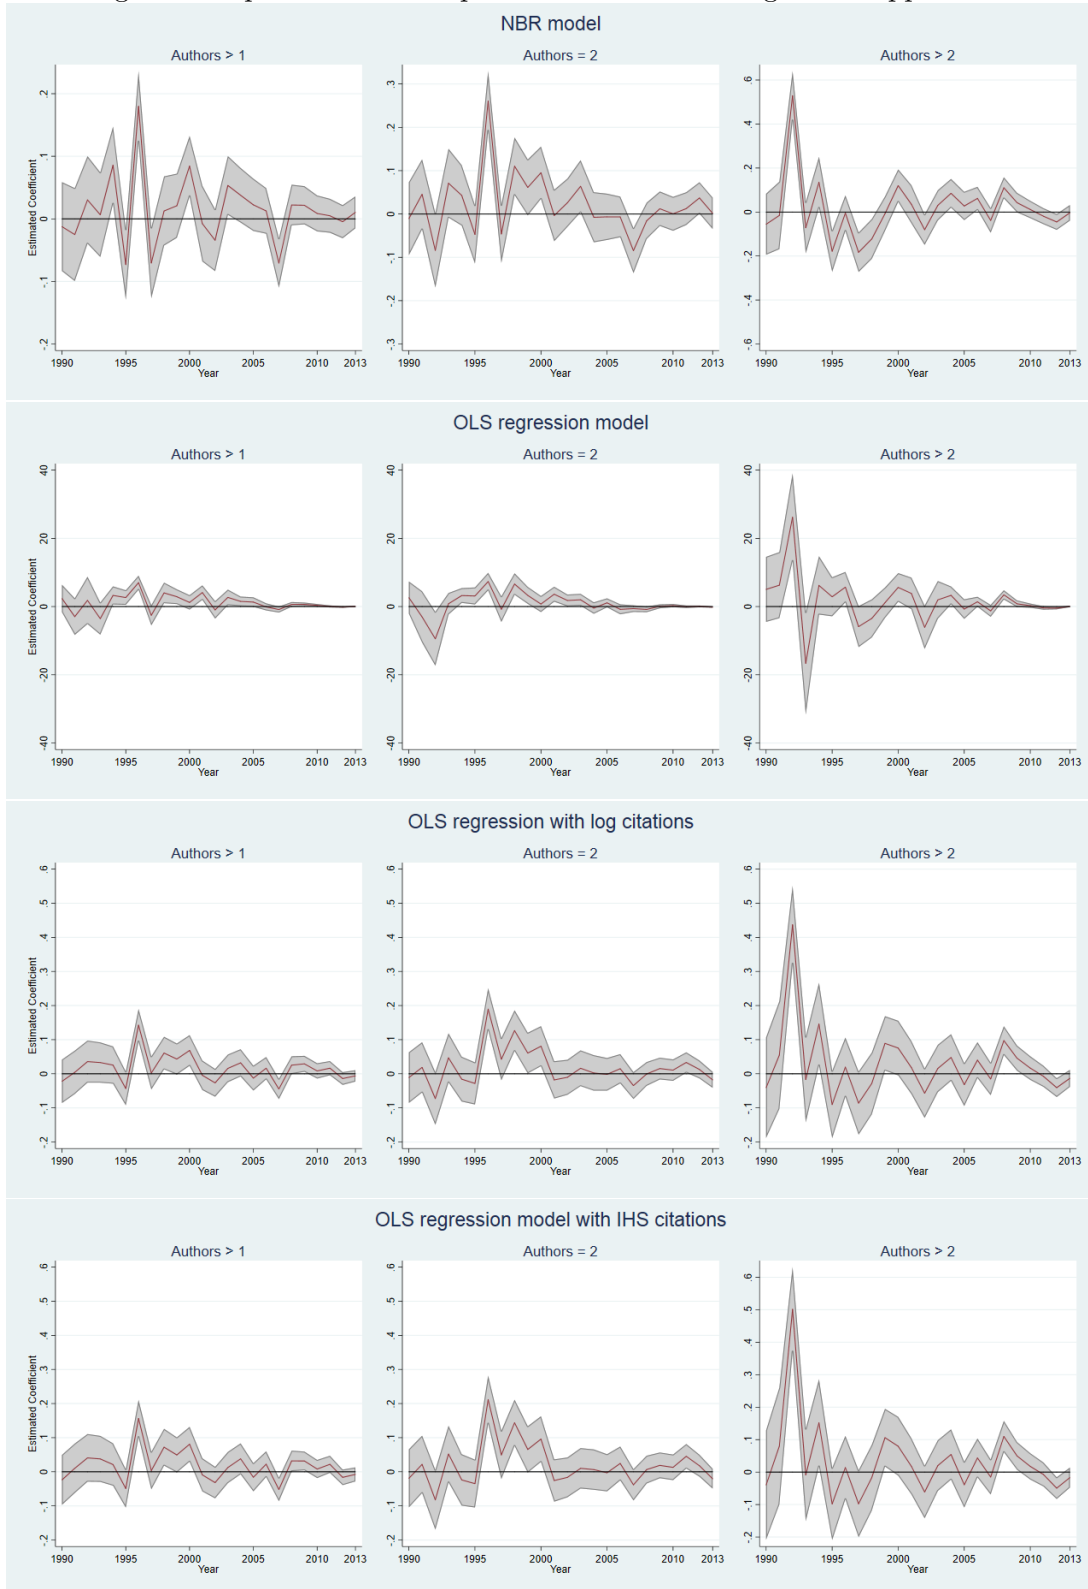 NBR model
Authors > 1
Authors = 2
Authors > 2
Estimated Coefficient
.2
.1
0
-.1
-.2
.3
.2
.1
0
-.1
-.2
-.3
.6
.4
.2
0
-.2
-.4
-.6
1990 1995 2000 2005 2010 2013
1990 1995 2000 2005 2010 2013
1990 1995 2000 2005 2010 2013
Year
Year
Year
OLS regression model
Authors > 1
Authors = 2
Authors > 2
Estimated Coefficient
40
20
0
-20
-40
40
20
0
-20
-40
40
20
0
-20
-40
1990 1995 2000 2005 2010 2013
1990 1995 2000 2005 2010 2013
1990 1995 2000 2005 2010 2013
Year
Year
Year
OLS regression with log citations
Authors > 1
Authors = 2
Authors > 2
Estimated Coefficient
.6
.5
.4
.3
.2
.1
0
-.1
-.2
.6
.5
.4
.3
.2
.1
0
-.1
-.2
.6
.5
.4
.3
.2
.1
0
-.1
-.2
1990 1995 2000 2005 2010 2013
1990 1995 2000 2005 2010 2013
1990 1995 2000 2005 2010 2013
Year
Year
Year
OLS regression model with IHS citations
Authors > 1
Authors = 2
Authors > 2
Estimated Coefficient
.6
.5
.4
.3
.2
.1
0
-.1
-.2
.6
.5
.4
.3
.2
.1
0
-.1
-.2
.6
.5
.4
.3
.2
.1
0
-.1
-.2
1990 1995 2000 2005 2010 2013
1990 1995 2000 2005 2010 2013
1990 1995 2000 2005 2010 2013
Year
Year
Year